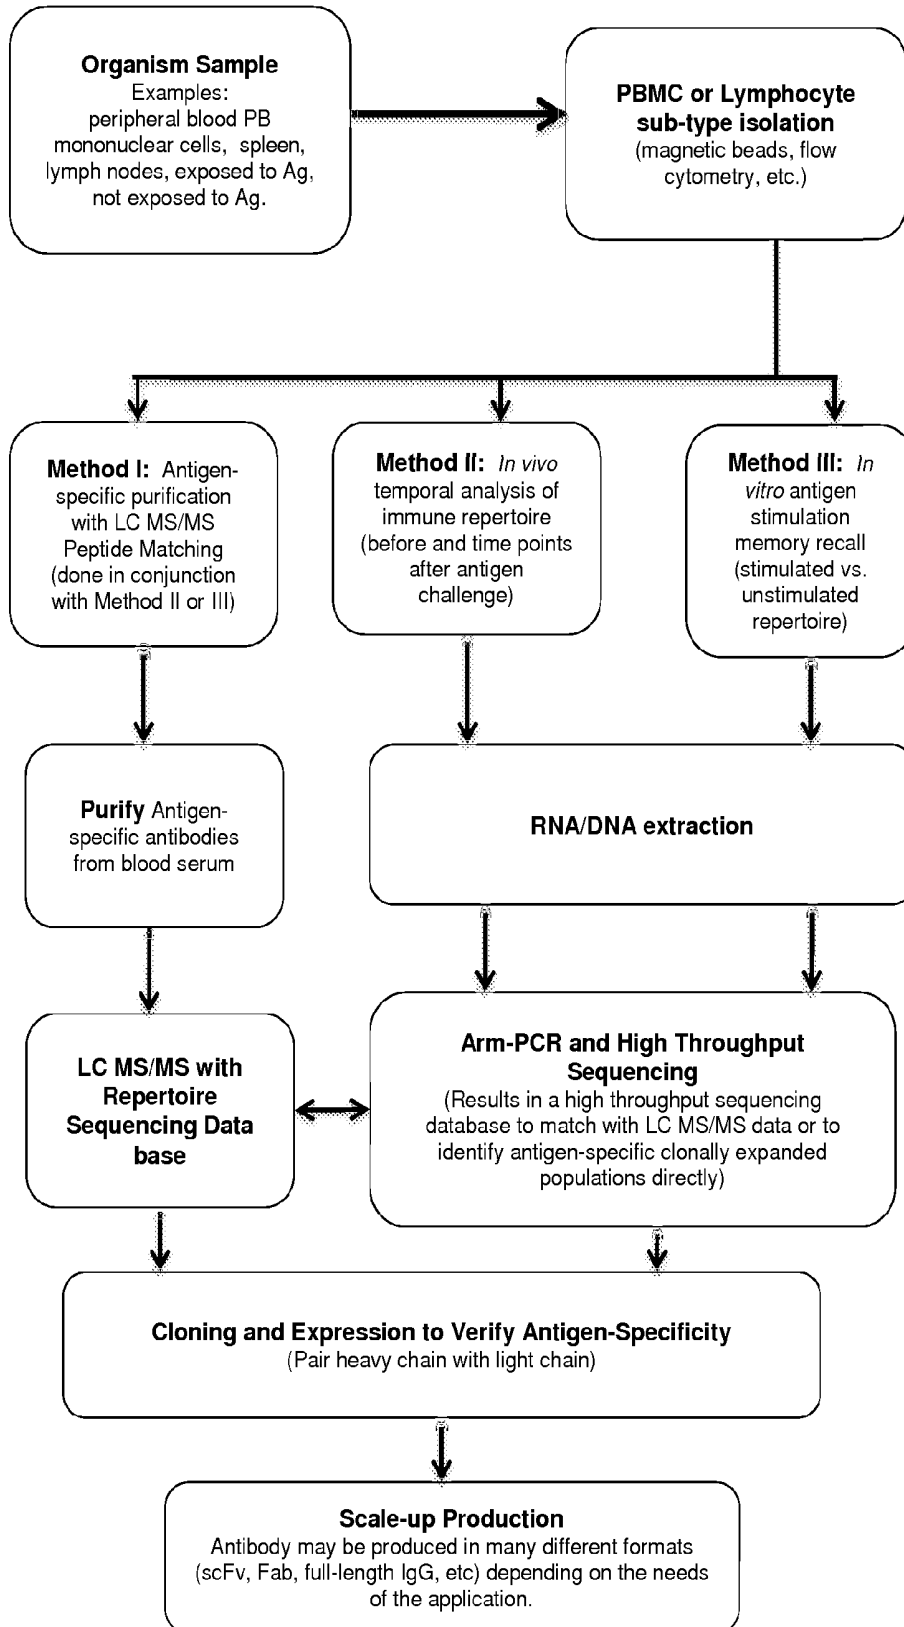 Organism Sample
Examples:
peripheral blood PB
mononuclear cells, spleen,
lymph nodes, exposed to Ag,
not exposed to Ag.
PBMC or Lymphocyte
sub-type isolation
(magnetic beads, flow
cytometry, etc.)
Method I: Antigen-
specific purification
with LC MS/MS
Peptide Matching
(done in conjunction
with Method II or III)
Method II: In vivo
temporal analysis of
immune repertoire
(before and time points
after antigen
challenge)
Method III: In
vitro antigen
stimulation
memory recall
(stimulated vs.
unstimulated
repertoire)
Purify Antigen-
specific antibodies
from blood serum
RNA/DNA extraction
LC MS/MS with
Repertoire
Sequencing Data
base
Arm-PCR and High Throughput
Sequencing
(Results in a high throughput sequencing
database to match with LC MS/MS data or to
identify antigen-specific clonally expanded
populations directly)
Cloning and Expression to Verify Antigen-Specificity
(Pair heavy chain with light chain)
Scale-up Production
Antibody may be produced in many different formats
(scFv, Fab, full-length IgG, etc) depending on the needs
of the application.